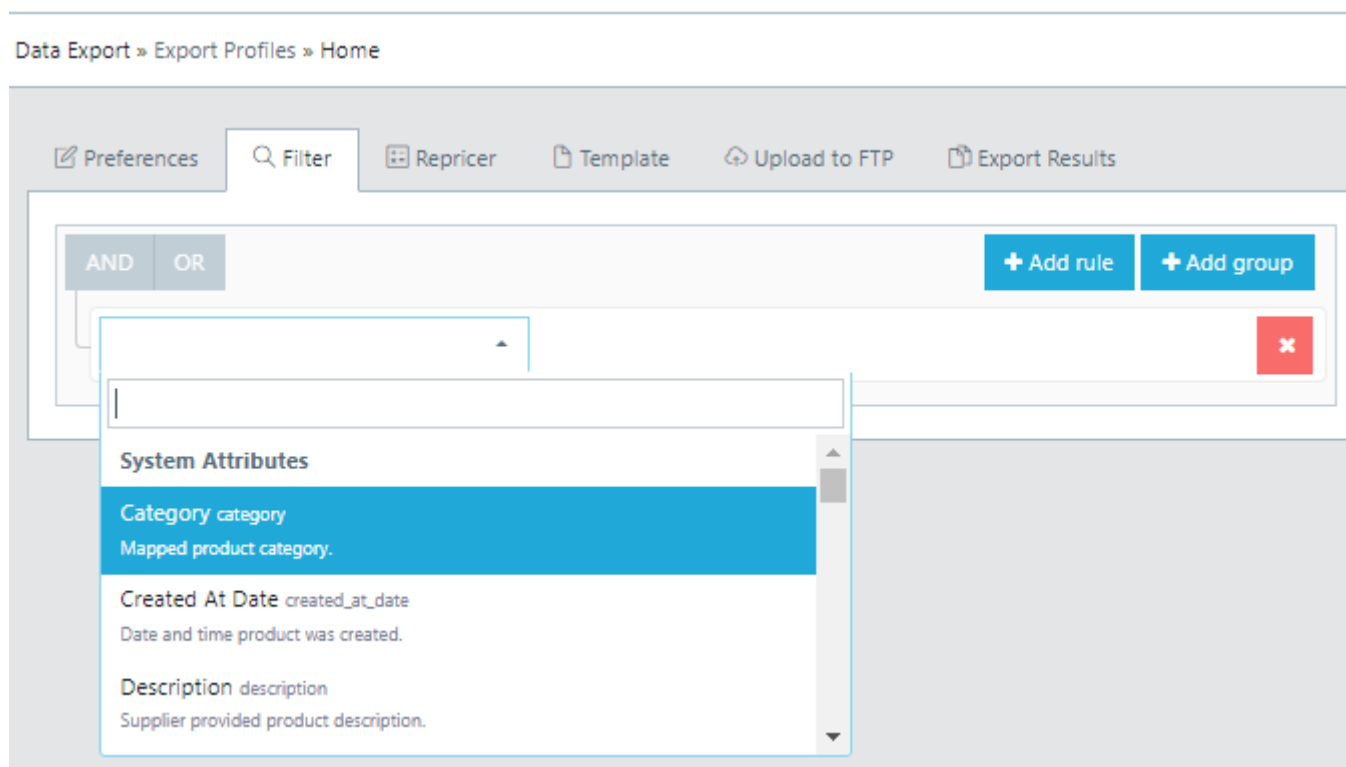 Data Export » Export Profiles » Home
Preferences Filter Repricer Template Upload to FTP Export Results
AND OR Add rule Add group
System Attributes
Category category
Mapped product category.
Created At Date created_at_date
Date and time product was created.
Description description
Supplier provided product description.